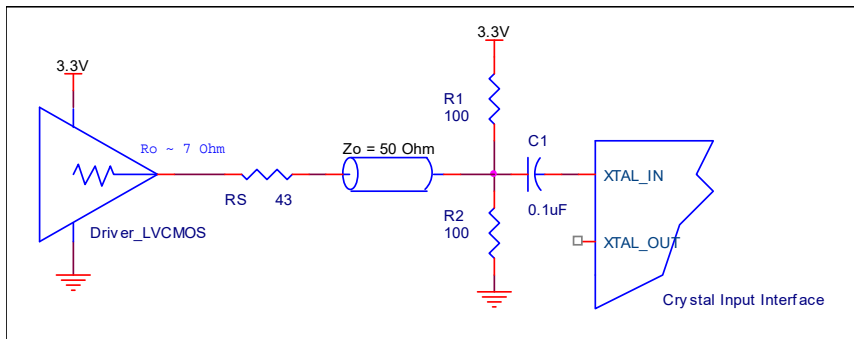 3.3V
3.3V
R1
100
Ro ~ 7 Ohm
Zo = 50 Ohm
C1
XTAL_IN
RS 43
0.1uF
R2
100
XTAL_OUT
Driver_LVCMOS
Crystal Input Interface